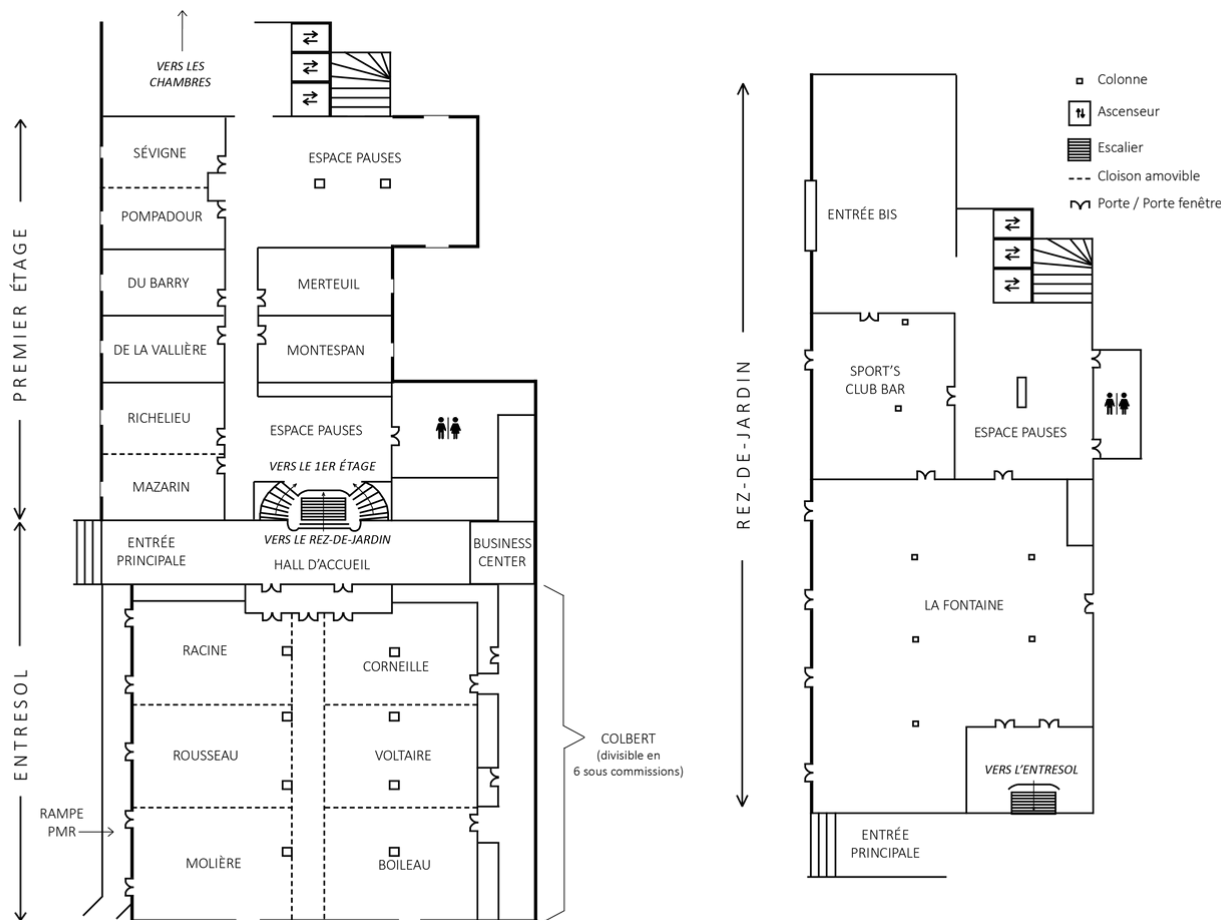 VERS LES
CHAMBRES
PREMIER ÉTAGE
SÉVIGNE
ESPACE PAUSES
POMPADOUR
DU BARRY
MERTEUIL
DE LA VALLIÈRE
MONTESPAN
RICHELIEU
ESPACE PAUSES
VERS LE 1ER ÉTAGE
MAZARIN
VERS LE REZ-DE-JARDIN
ENTRÉE
PRINCIPALE
HALL D'ACCUEIL
BUSINESS
CENTER
ENTRESOL
RACINE
CORNEILLE
ROUSSEAU
VOLTAIRE
COLBERT
(divisible en
6 sous commissions)
RAMPE
PMR
MOLIÈRE
BOILEAU
REZ-DE-JARDIN
ENTRÉE BIS
SPORT'S
CLUB BAR
ESPACE PAUSES
LA FONTAINE
VERS L'ENTRESOL
ENTRÉE
PRINCIPALE
Colonne
Ascenseur
Escalier
Cloison amovible
Porte / Porte fenêtre